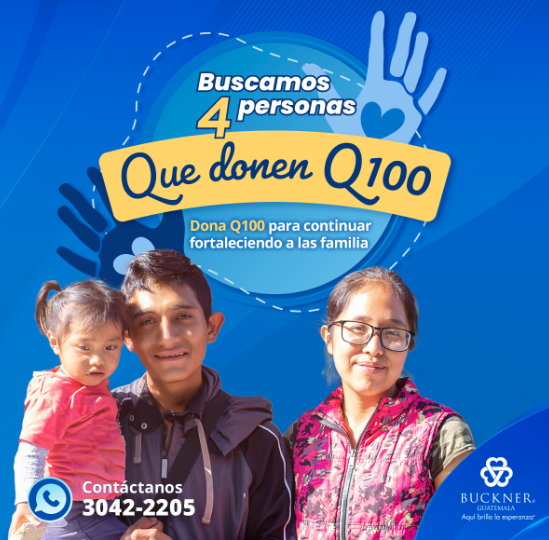 Buscamos
4 personas
Que donen Q100
Dona Q100 para continuar
fortaleciendo a las familia
Contáctanos
3042-2205
BUCKNER®
GUATEMALA
Aquí brilla la esperanza®